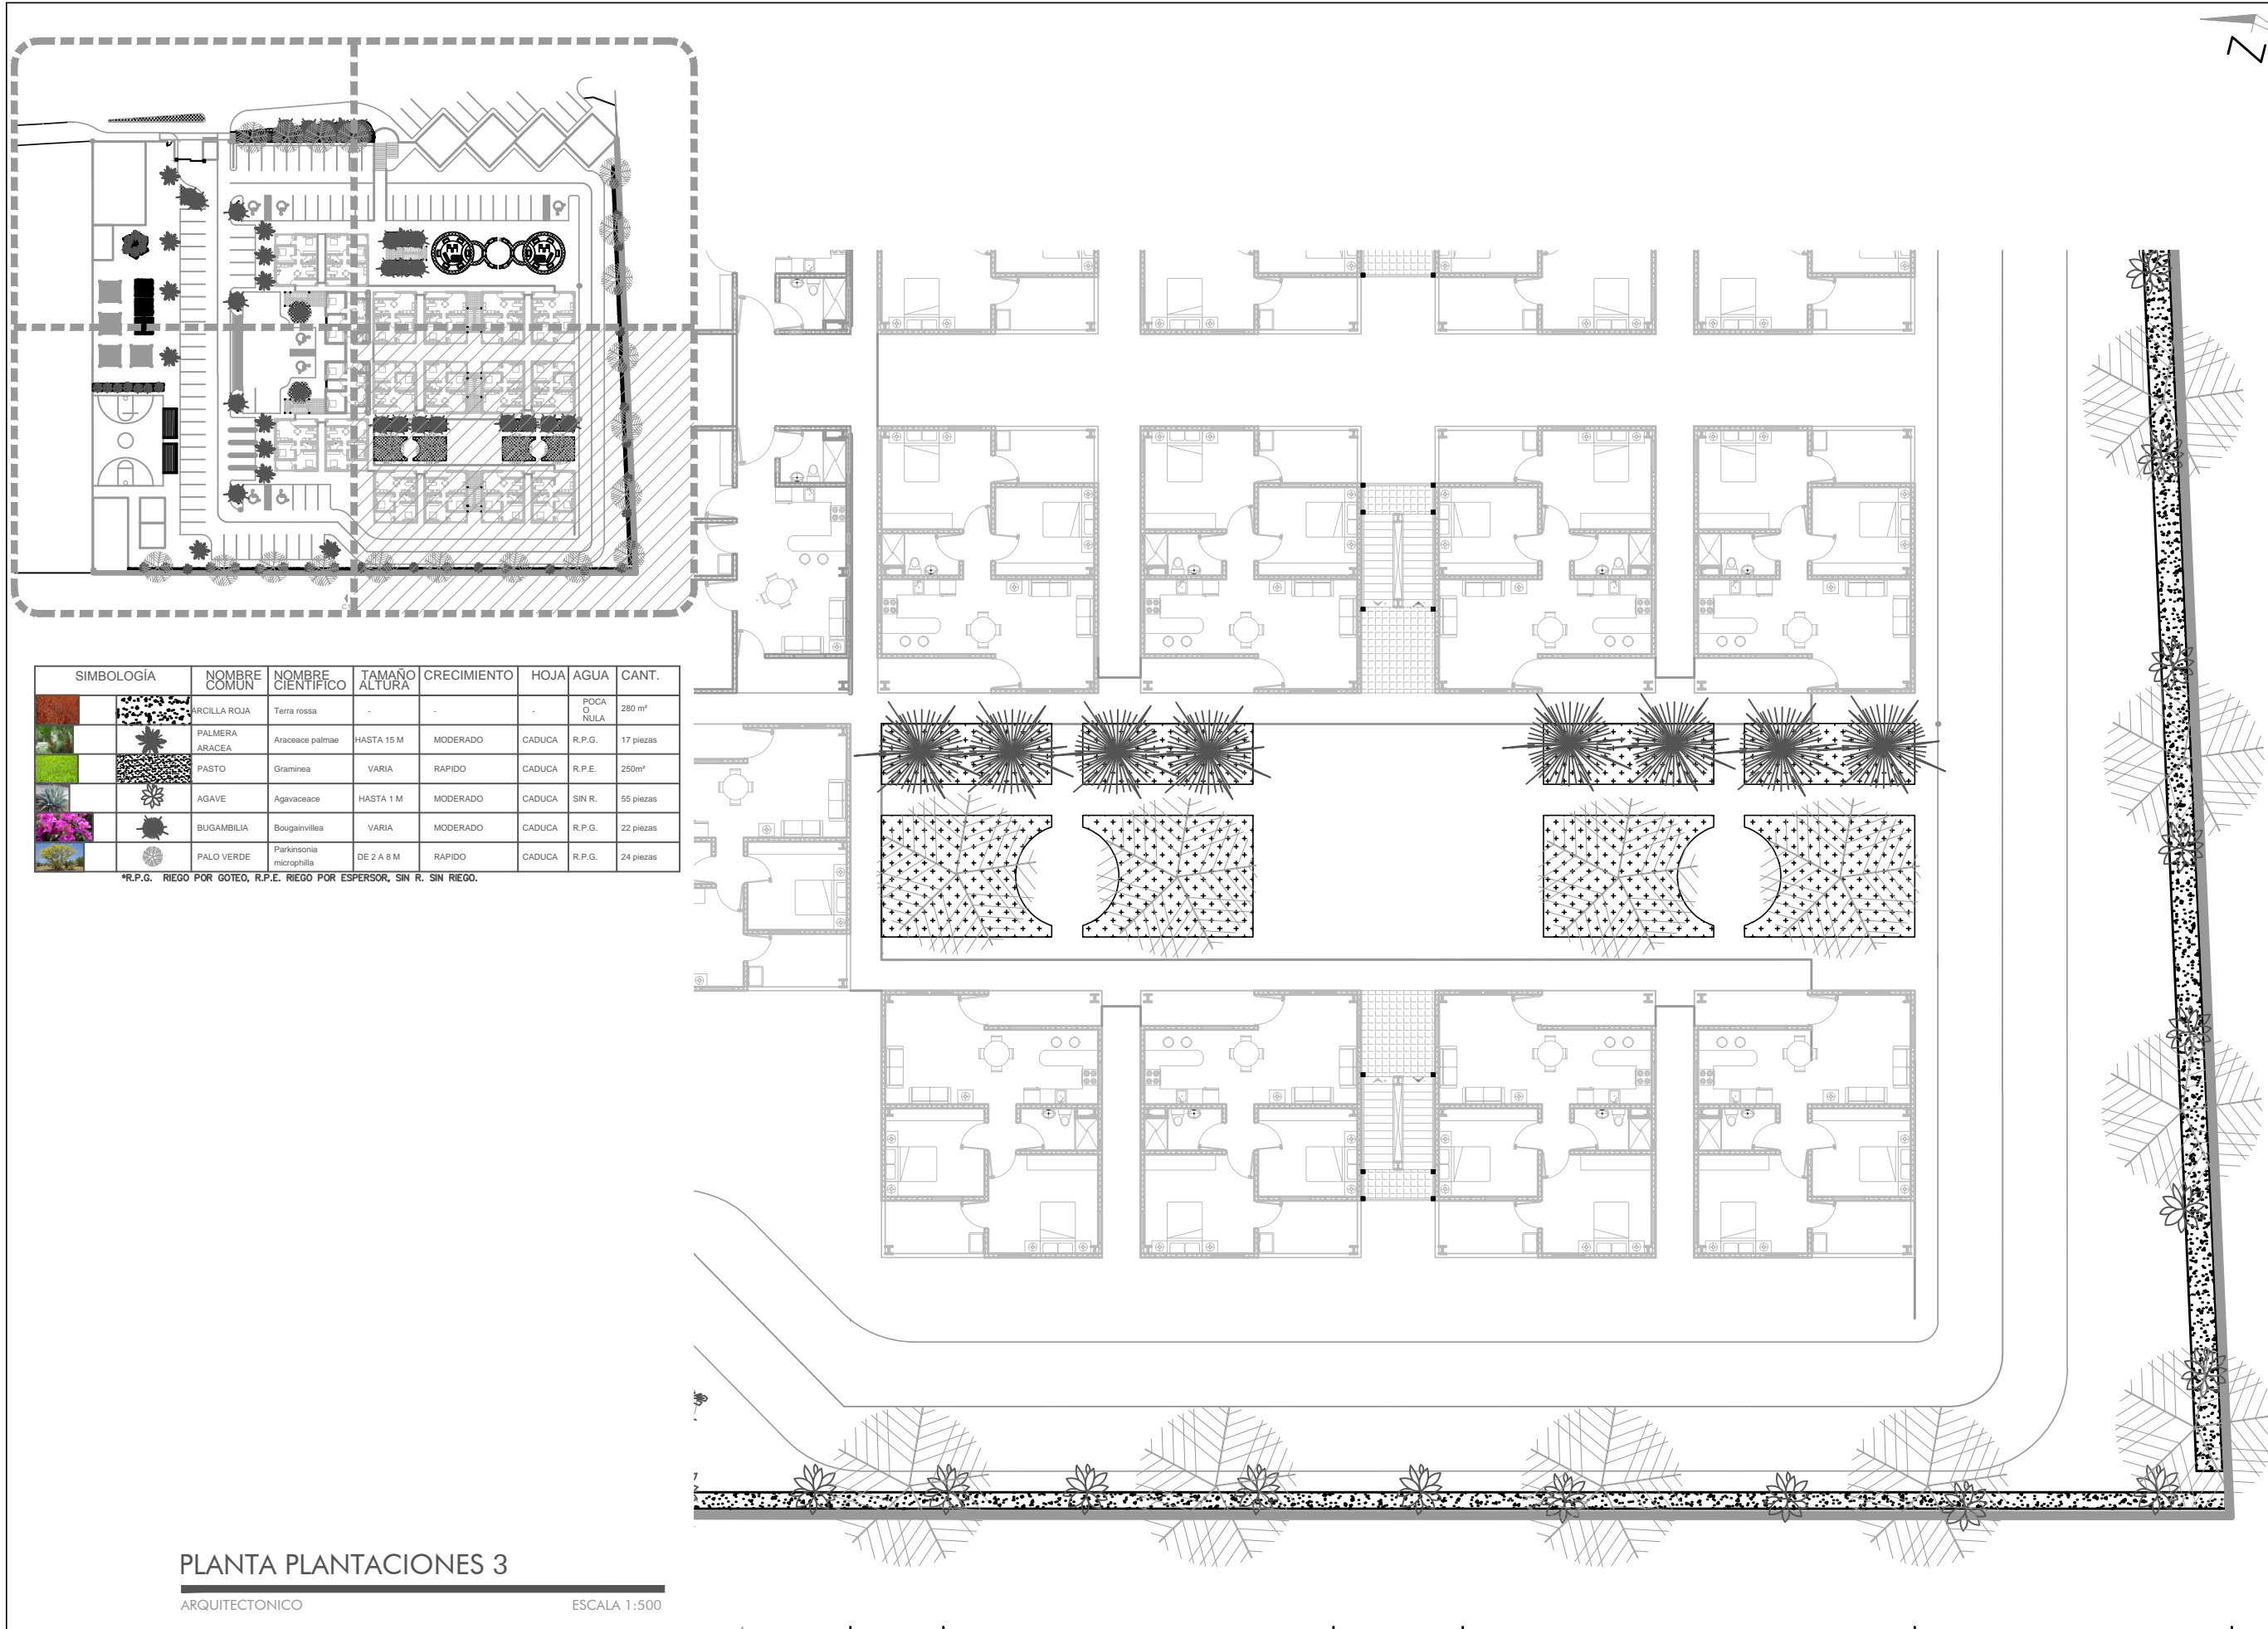 N
SIMBOLOGÍA NOMBRE COMÚN NOMBRE CIENTIFICO TAMAÑO ALTURA CRECIMIENTO HOJA AGUA CANT.
ARCILLA ROJA Terra rossa - - - POCA O NULA 280 m²
PALMERA ARACEA Araceace palmae HASTA 15 M MODERADO CADUCA R.P.G. 17 piezas
PASTO Graminea VARIA RAPIDO CADUCA R.P.E. 250m²
AGAVE Agavaceace HASTA 1 M MODERADO CADUCA SIN R. 55 piezas
BUGAMBILIA Bougainvillea VARIA MODERADO CADUCA R.P.G. 22 piezas
PALO VERDE Parkinsonia microphilla DE 2 A 8 M RAPIDO CADUCA R.P.G. 24 piezas
*R.P.G. RIEGO POR GOTEO, R.P.E. RIEGO POR ESPERSOR, SIN R. SIN RIEGO.
PLANTA PLANTACIONES 3
ARQUITECTONICO ESCALA 1:500